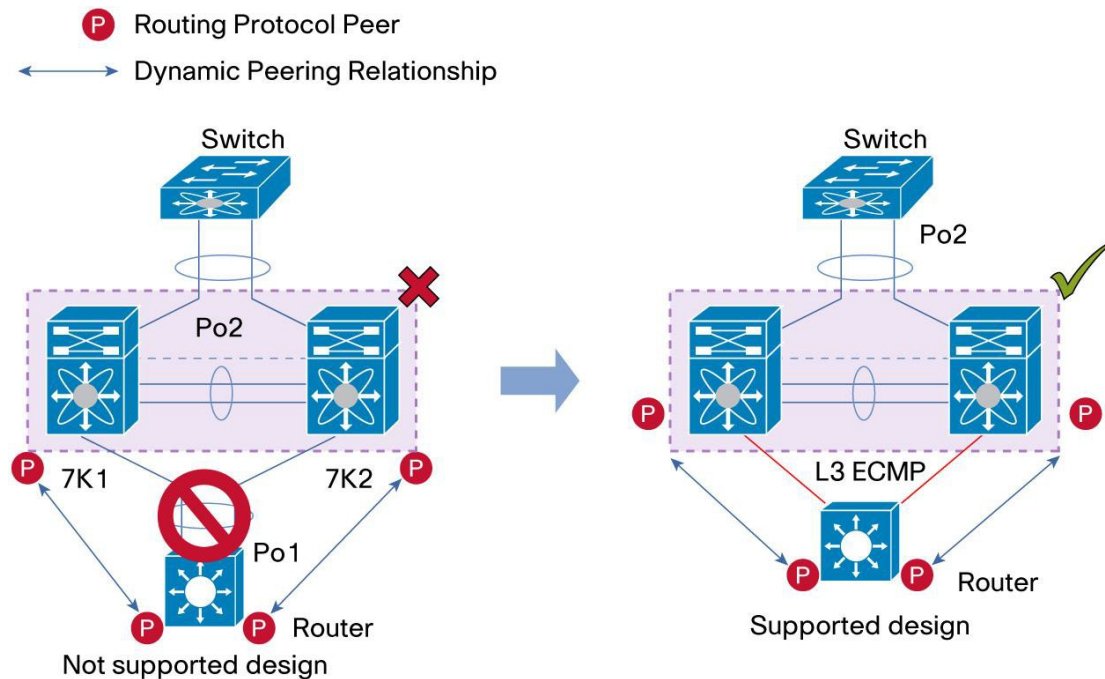 P Routing Protocol Peer
Dynamic Peering Relationship
Switch
Po2
7K1
7K2
P
P
Po1
P
P
Router
Not supported design
Switch
Po2
P
P
L3 ECMP
P
P
Router
Supported design